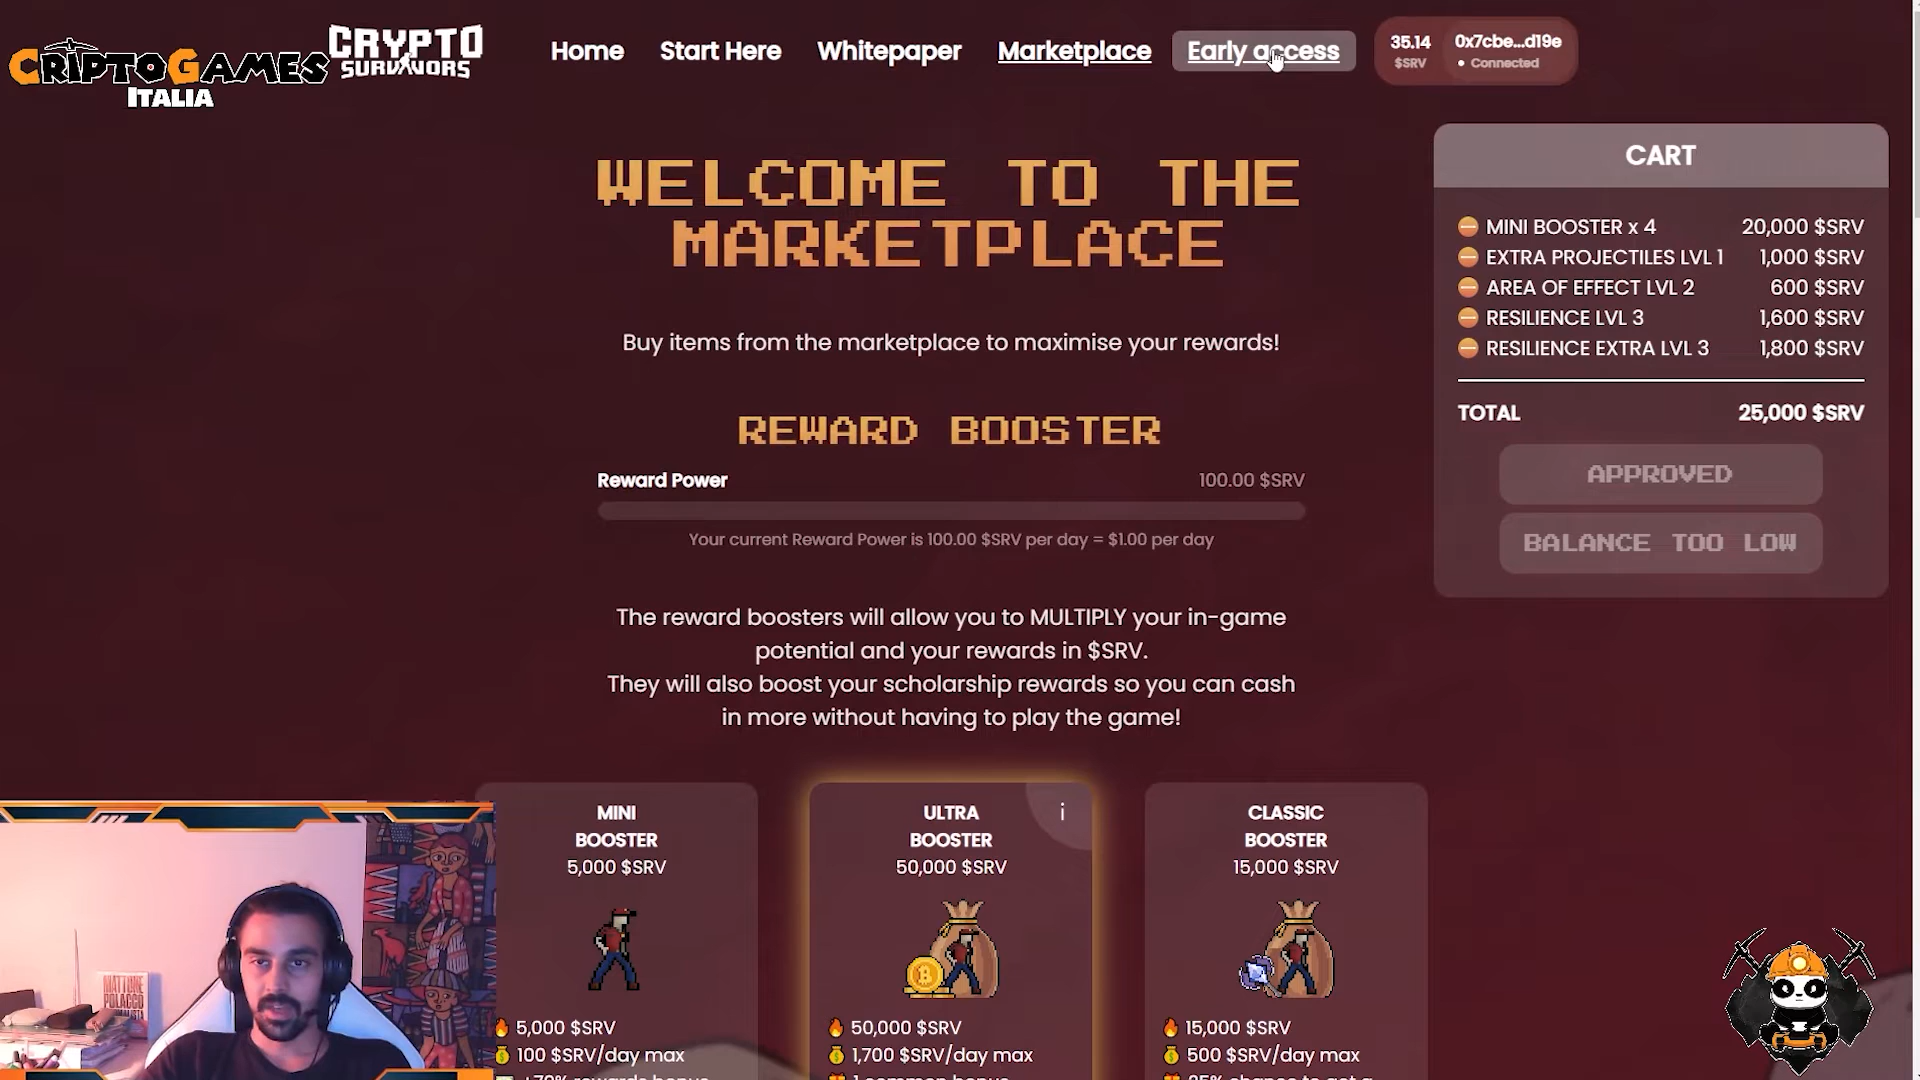 CRIPTOGAMES
ITALIA
CRYPTO
SURVIVORS
Home
Start Here
Whitepaper
Marketplace
Early access
35.14
$SRV
0x7cbe...d19e
• Connected
WELCOME TO THE
MARKETPLACE
Buy items from the marketplace to maximise your rewards!
REWARD BOOSTER
Reward Power 100.00 $SRV
Your current Reward Power is 100.00 $SRV per day = $1.00 per day
The reward boosters will allow you to MULTIPLY your in-game
potential and your rewards in $SRV.
They will also boost your scholarship rewards so you can cash
in more without having to play the game!
CART
MINI BOOSTER x 4 20,000 $SRV
EXTRA PROJECTILES LVL 1 1,000 $SRV
AREA OF EFFECT LVL 2 600 $SRV
RESILIENCE LVL 3 1,600 $SRV
RESILIENCE EXTRA LVL 3 1,800 $SRV
TOTAL 25,000 $SRV
APPROVED
BALANCE TOO LOW
MINI
BOOSTER
5,000 $SRV
5,000 $SRV
100 $SRV/day max
ULTRA
BOOSTER
50,000 $SRV
i
50,000 $SRV
1,700 $SRV/day max
1 common bonus
CLASSIC
BOOSTER
15,000 $SRV
15,000 $SRV
500 $SRV/day max
MATTONE
POLACCO